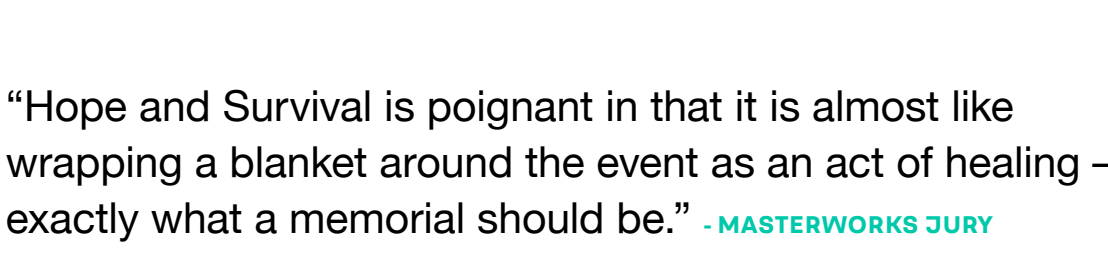 “Hope and Survival is poignant in that it is almost like
wrapping a blanket around the event as an act of healing –
exactly what a memorial should be.” - MASTERWORKS JURY